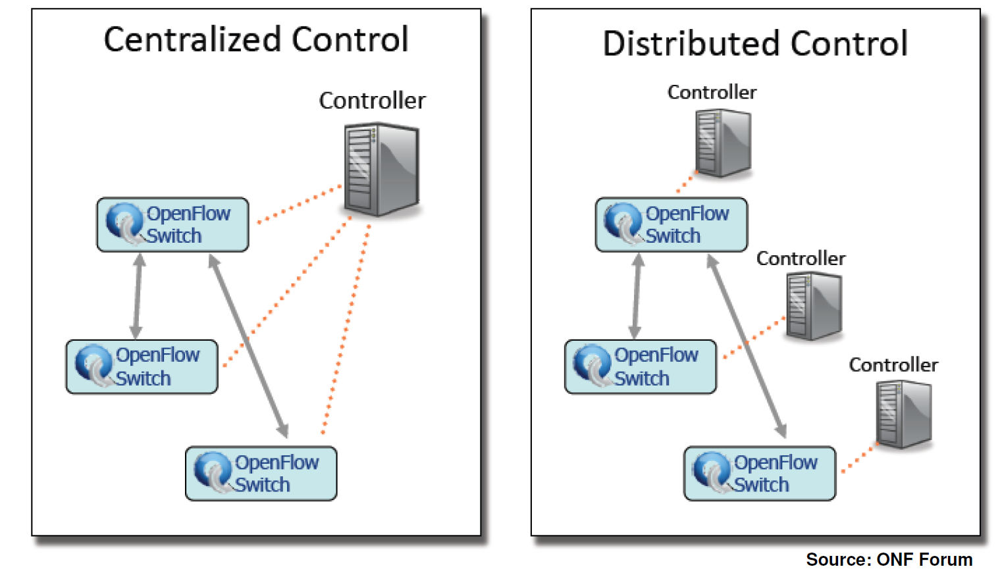 Centralized Control
Controller
OpenFlow
Switch
OpenFlow
Switch
OpenFlow
Switch
Distributed Control
Controller
OpenFlow
Switch
Controller
OpenFlow
Switch
Controller
OpenFlow
Switch
Source: ONF Forum